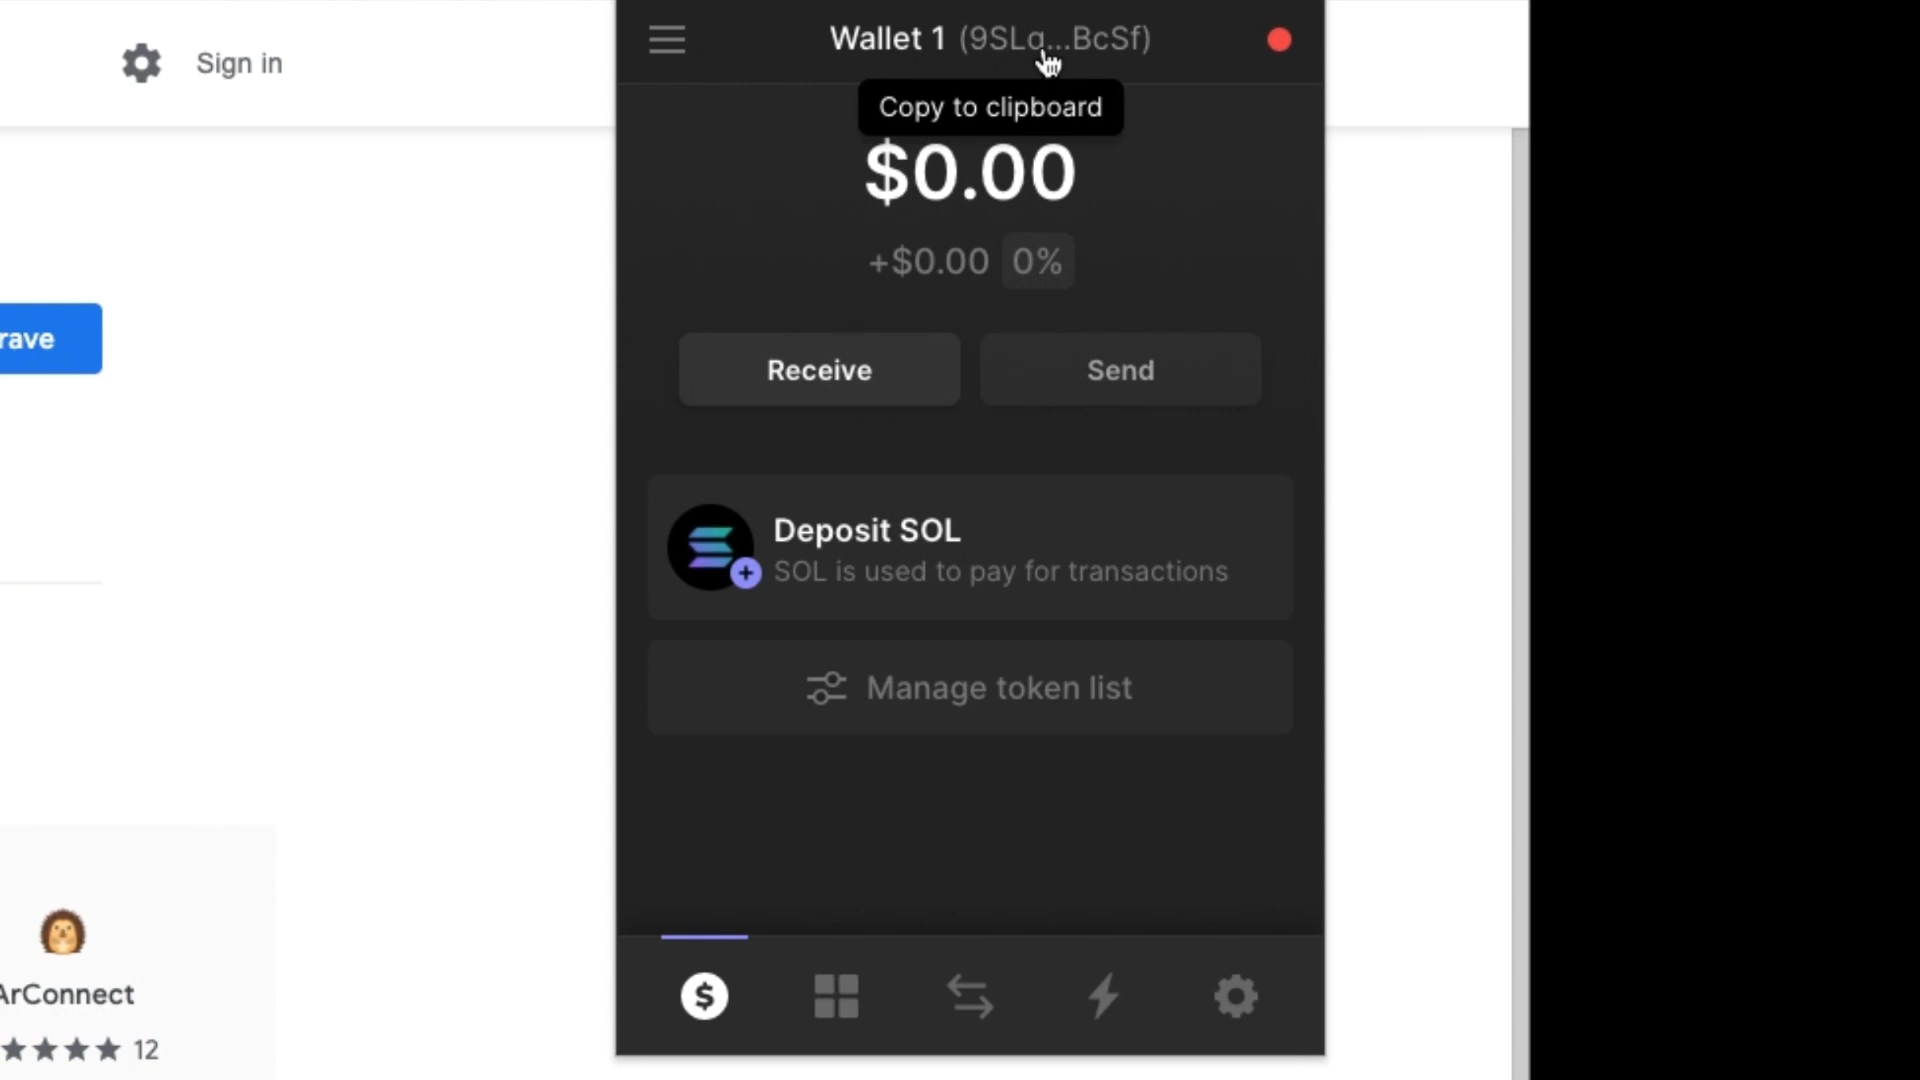 Sign in
Wallet 1 (9SLq...BcSf)
Copy to clipboard
$0.00
+$0.00 0%
rave
Receive
Send
Deposit SOL
SOL is used to pay for transactions
Manage token list
ArConnect
12